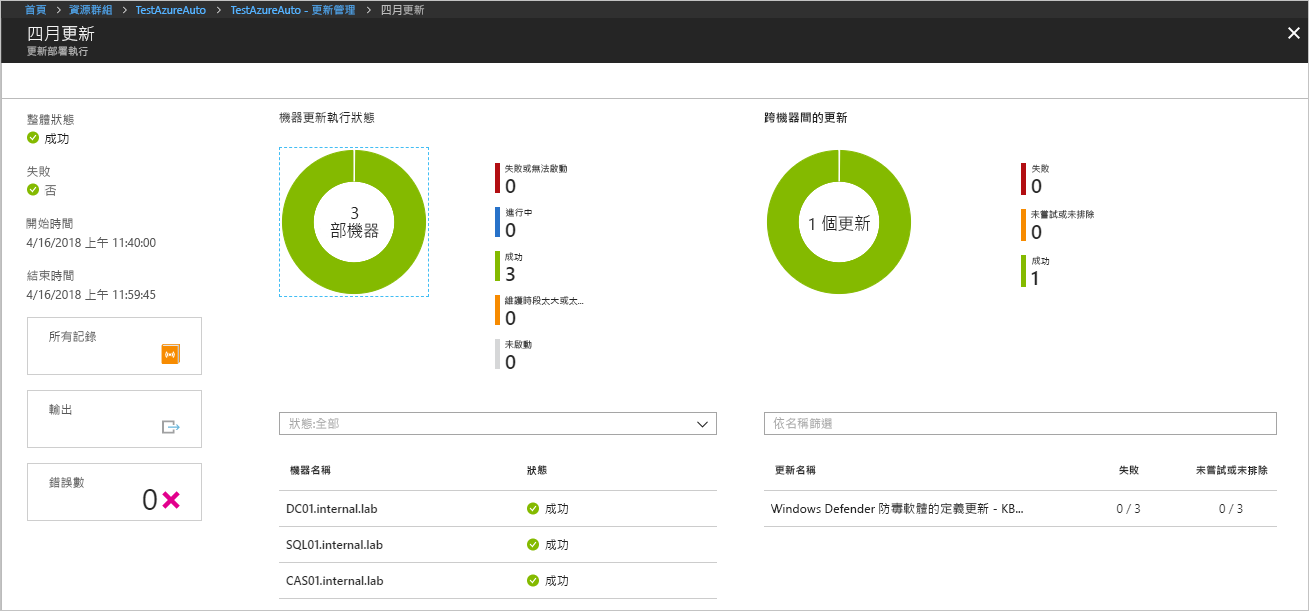 首頁 > 資源群組 > TestAzureAuto > TestAzureAuto - 更新管理 > 四月更新
四月更新
更新部署執行
整體狀態
成功
失敗
否
開始時間
4/16/2018 上午 11:40:00
結束時間
4/16/2018 上午 11:59:45
所有記錄
輸出
錯誤數
0
機器更新執行狀態
3
部機器
失敗或無法啟動
0
進行中
0
成功
3
維護時段太大或太...
0
未啟動
0
狀態:全部
機器名稱 狀態
DC01.internal.lab 成功
SQL01.internal.lab 成功
CAS01.internal.lab 成功
跨機器間的更新
1 個更新
失敗
0
未嘗試或未排除
0
成功
1
依名稱篩選
更新名稱 失敗 未嘗試或未排除
Windows Defender 防毒軟體的定義更新 - KB... 0 / 3 0 / 3